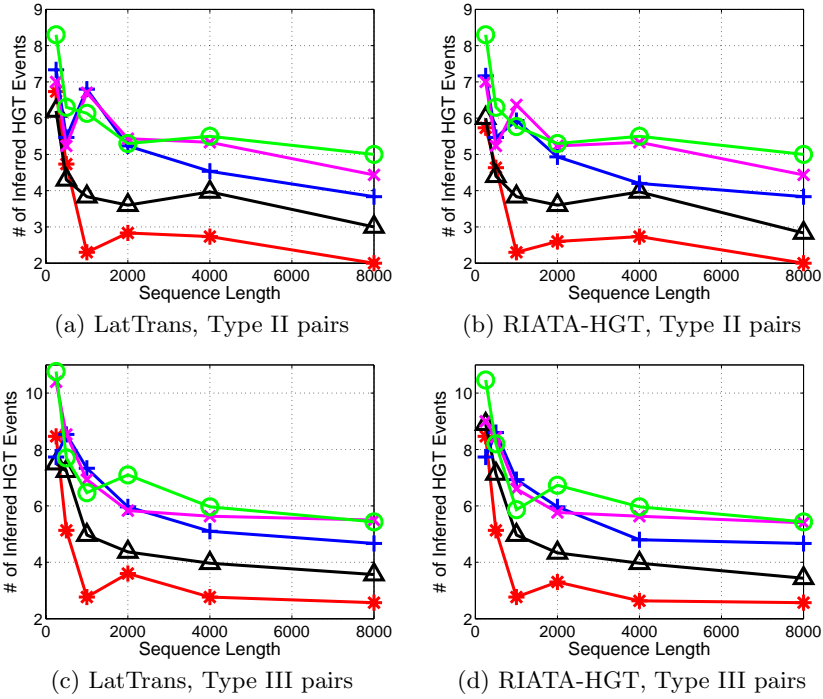 9
8
7
6
5
4
3
2
# of Inferred HGT Events
0 2000 4000 6000 8000
Sequence Length
(a) LatTrans, Type II pairs
9
8
7
6
5
4
3
2
# of Inferred HGT Events
0 2000 4000 6000 8000
Sequence Length
(b) RIATA-HGT, Type II pairs
10
8
6
4
2
# of Inferred HGT Events
0 2000 4000 6000 8000
Sequence Length
(c) LatTrans, Type III pairs
10
8
6
4
2
# of Inferred HGT Events
0 2000 4000 6000 8000
Sequence Length
(d) RIATA-HGT, Type III pairs